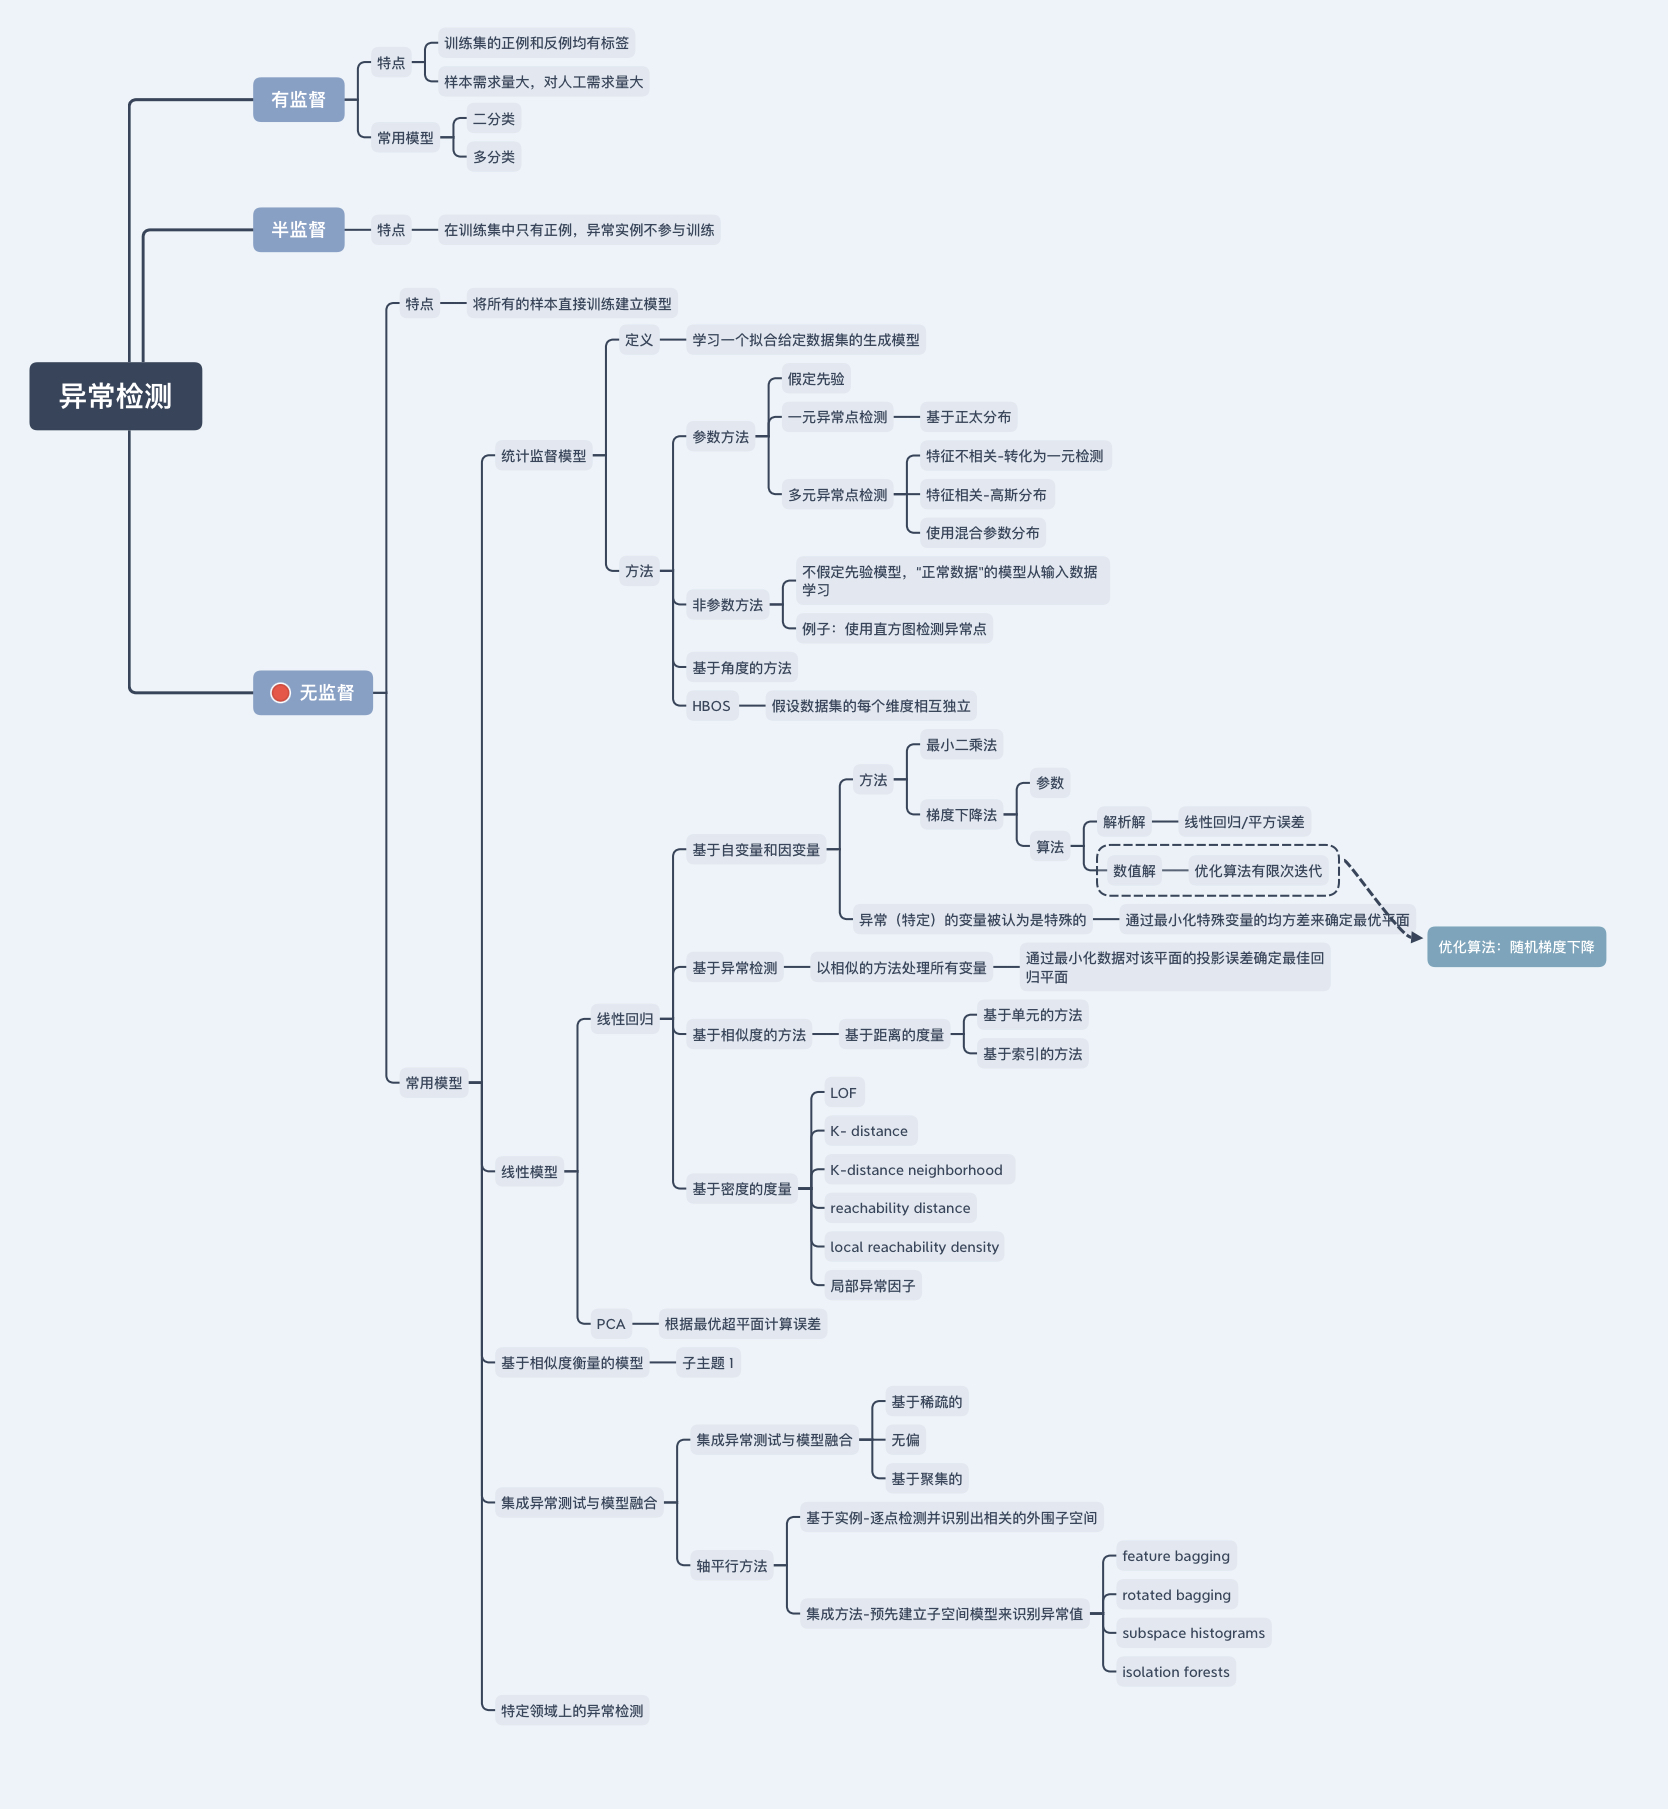 异常检测
有监督
特点
训练集的正例和反例均有标签
样本需求量大，对人工需求量大
常用模型
二分类
多分类
半监督
特点
在训练集中只有正例，异常实例不参与训练
无监督
特点
将所有的样本直接训练建立模型
常用模型
统计监督模型
定义
学习一个拟合给定数据集的生成模型
方法
参数方法
假定先验
一元异常点检测
基于正太分布
多元异常点检测
特征不相关-转化为一元检测
特征相关-高斯分布
使用混合参数分布
非参数方法
不假定先验模型，"正常数据"的模型从输入数据
学习
例子：使用直方图检测异常点
基于角度的方法
HBOS
假设数据集的每个维度相互独立
线性模型
线性回归
基于自变量和因变量
方法
最小二乘法
梯度下降法
参数
算法
解析解
线性回归/平方误差
数值解
优化算法有限次迭代
优化算法：随机梯度下降
异常（特定）的变量被认为是特殊的
通过最小化特殊变量的均方差来确定最优平面
基于异常检测
以相似的方法处理所有变量
通过最小化数据对该平面的投影误差确定最佳回
归平面
基于相似度的方法
基于距离的度量
基于单元的方法
基于索引的方法
基于密度的度量
LOF
K- distance
K-distance neighborhood
reachability distance
local reachability density
局部异常因子
PCA
根据最优超平面计算误差
基于相似度衡量的模型
子主题 1
集成异常测试与模型融合
集成异常测试与模型融合
基于稀疏的
无偏
基于聚集的
轴平行方法
基于实例-逐点检测并识别出相关的外围子空间
集成方法-预先建立子空间模型来识别异常值
feature bagging
rotated bagging
subspace histograms
isolation forests
特定领域上的异常检测